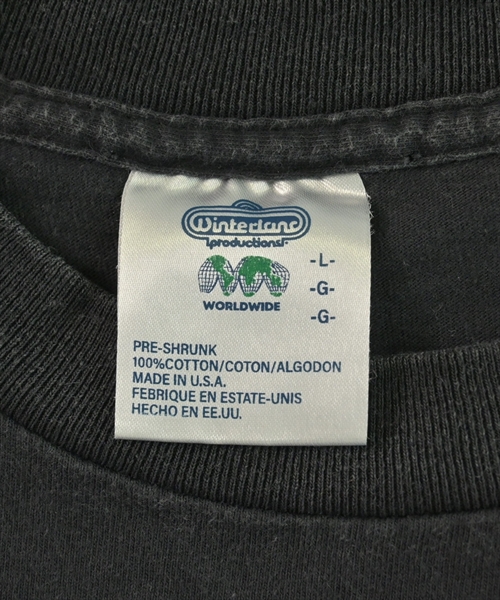 Winterland
productions
WORLDWIDE
-L-
-G-
-G-
PRE-SHRUNK
100%COTTON/COTON/ALGODON
MADE IN U.S.A.
FEBRIQUE EN ESTATE-UNIS
HECHO EN EE.UU.